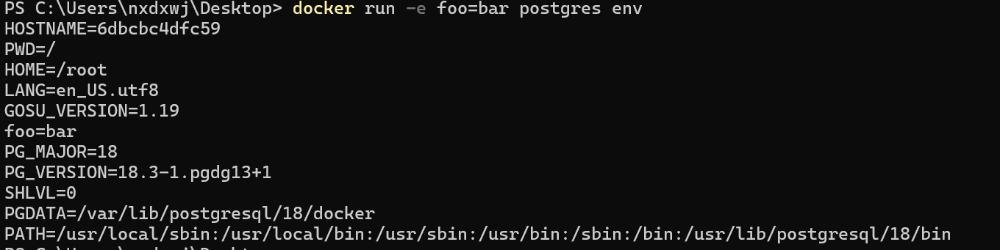 PS C:\Users\nxdxwj\Desktop> docker run -e foo=bar postgres env
HOSTNAME=6dbcbc4dfc59
PWD=/
HOME=/root
LANG=en_US.utf8
GOSU_VERSION=1.19
foo=bar
PG_MAJOR=18
PG_VERSION=18.3-1.pgdg13+1
SHLVL=0
PGDATA=/var/lib/postgresql/18/docker
PATH=/usr/local/sbin:/usr/local/bin:/usr/sbin:/usr/bin:/sbin:/bin:/usr/lib/postgresql/18/bin